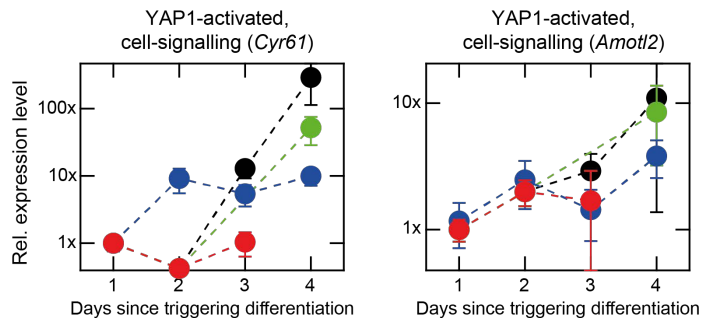 YAP1-activated,
cell-signalling (Cyr61)
Rel. expression level
100x
10x
1x
1 2 3 4
Days since triggering differentiation
YAP1-activated,
cell-signalling (Amotl2)
10x
1x
1 2 3 4
Days since triggering differentiation